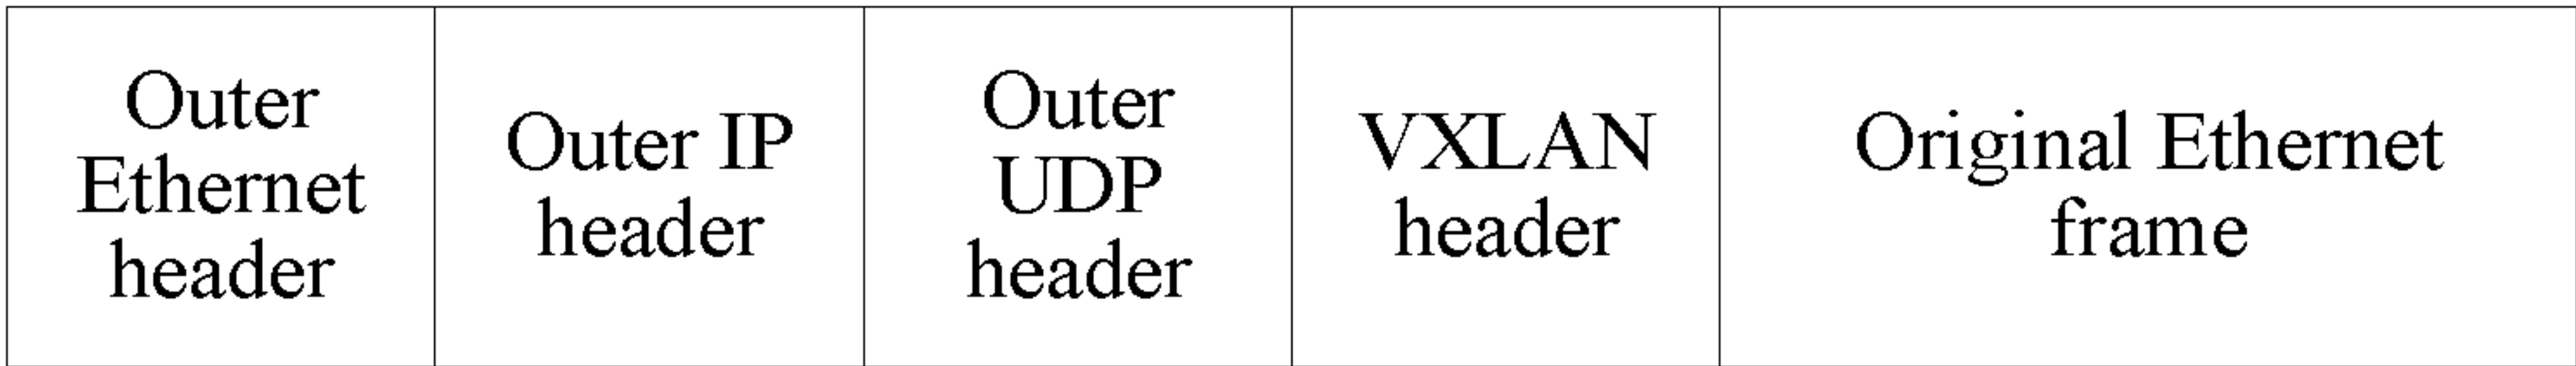 Outer
Ethernet
header
Outer IP
header
Outer
UDP
header
VXLAN
header
Original Ethernet
frame